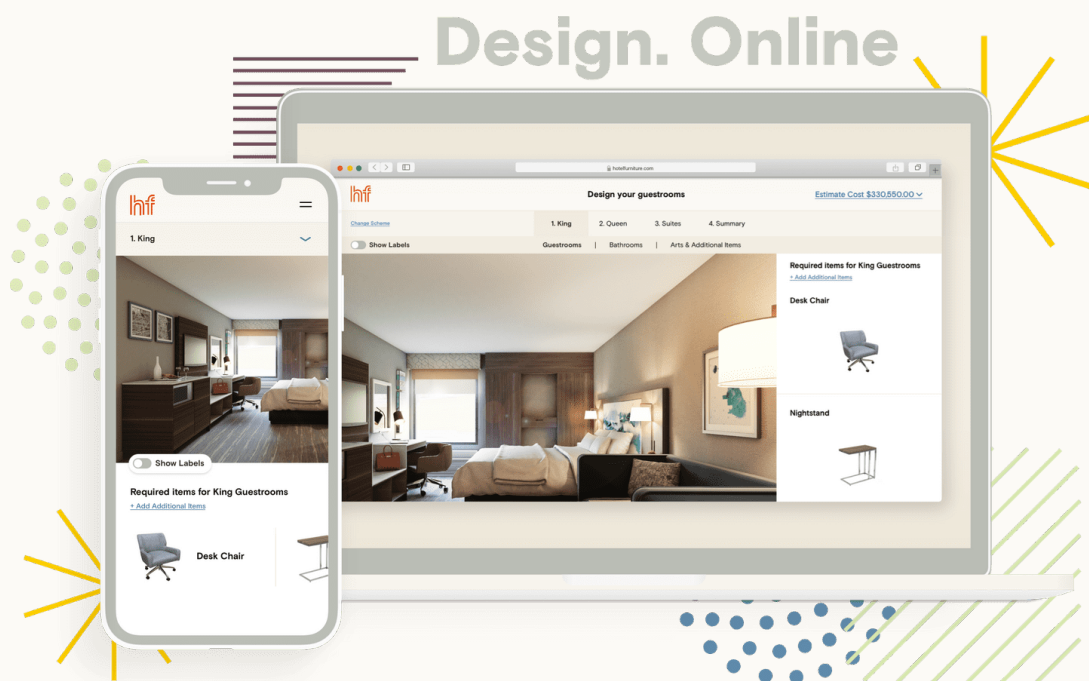 Design. Online
hotelfurniture.com
hf
Design your guestrooms
Estimate Cost $330,550.00
Change Scheme
1. King
2. Queen
3. Suites
4. Summary
Show Labels
Guestrooms | Bathrooms | Arts & Additional Items
Required items for King Guestrooms
+ Add Additional Items
Desk Chair
Nightstand
hf
1. King
Show Labels
Required items for King Guestrooms
+ Add Additional Items
Desk Chair